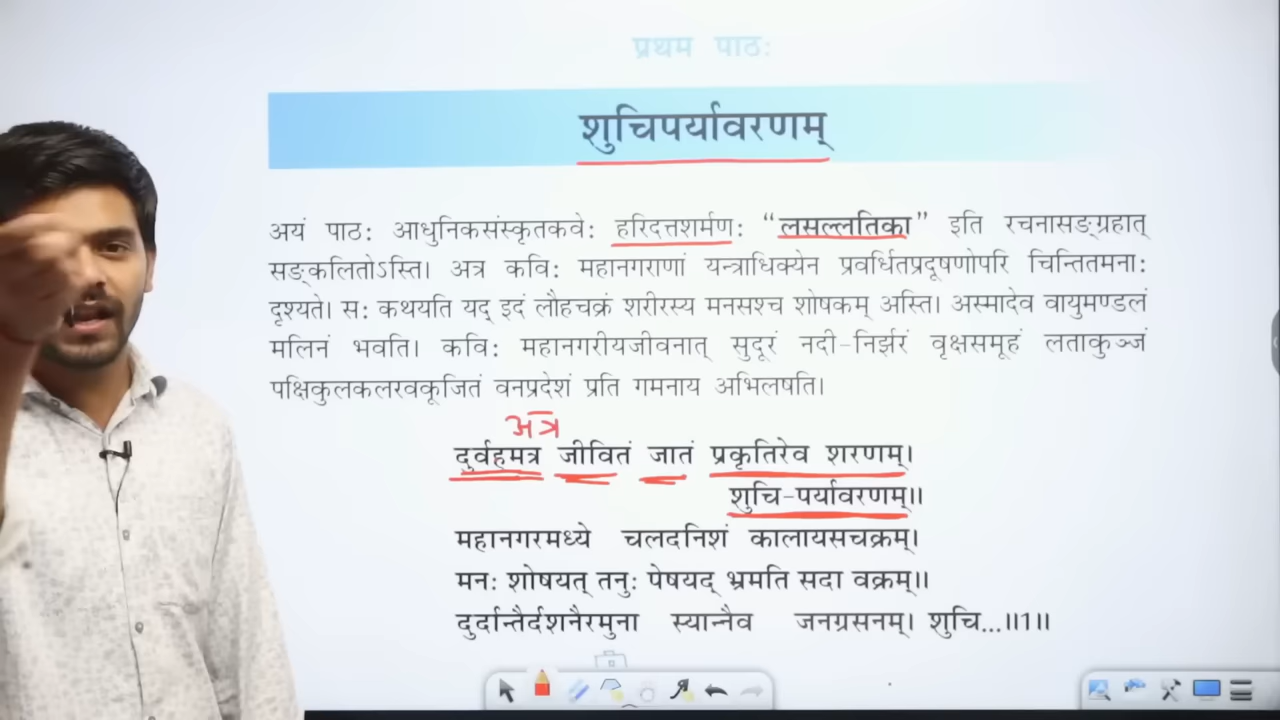 प्रथम पाठः
शुचिपर्यावरणम्
अयं पाठः आधुनिकसंस्कृतकवेः हरिदत्तशर्मणः “लसल्लतिका” इति रचनासङ्ग्रहात्
सङ्कलितोऽस्ति। अत्र कविः महानगराणां यन्त्राधिक्येन प्रवर्धितप्रदूषणोपरि चिन्तितमनाः
दृश्यते। सः कथयति यद् इदं लौहचक्रं शरीरस्य मनसश्च शोषकम् अस्ति। अस्मादेव वायुमण्डलं
मलिनं भवति। कविः महानगरीयजीवनात् सुदूरं नदी-निर्झरं वृक्षसमूहं लताकुञ्जं
पक्षिकुलकलरवकूजितं वनप्रदेशं प्रति गमनाय अभिलषति।
अत्र
दुर्वहमत्र जीवितं जातं प्रकृतिरेव शरणम्।
शुचि-पर्यावरणम्॥
महानगरमध्ये चलदनिशं कालायसचक्रम्।
मनः शोषयत् तनुः पेषयद् भ्रमति सदा वक्रम्॥
दुर्दान्तैर्दशनैरमुना स्यान्नैव जनग्रसनम्। शुचि...॥1॥